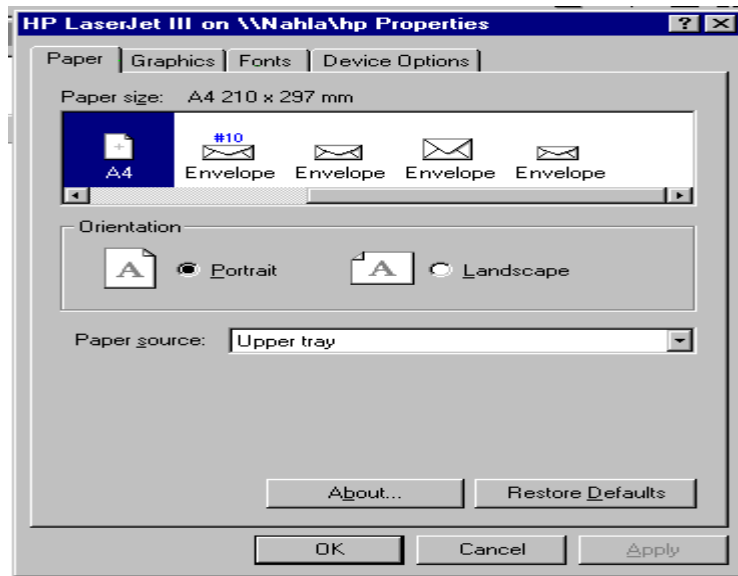 HP LaserJet III on \\Nahla\hp Properties
Paper Graphics Fonts Device Options
Paper size: A4 210 x 297 mm
#10
A4 Envelope Envelope Envelope Envelope
Orientation
A Portrait A Landscape
Paper source: Upper tray
About... Restore Defaults
OK Cancel Apply